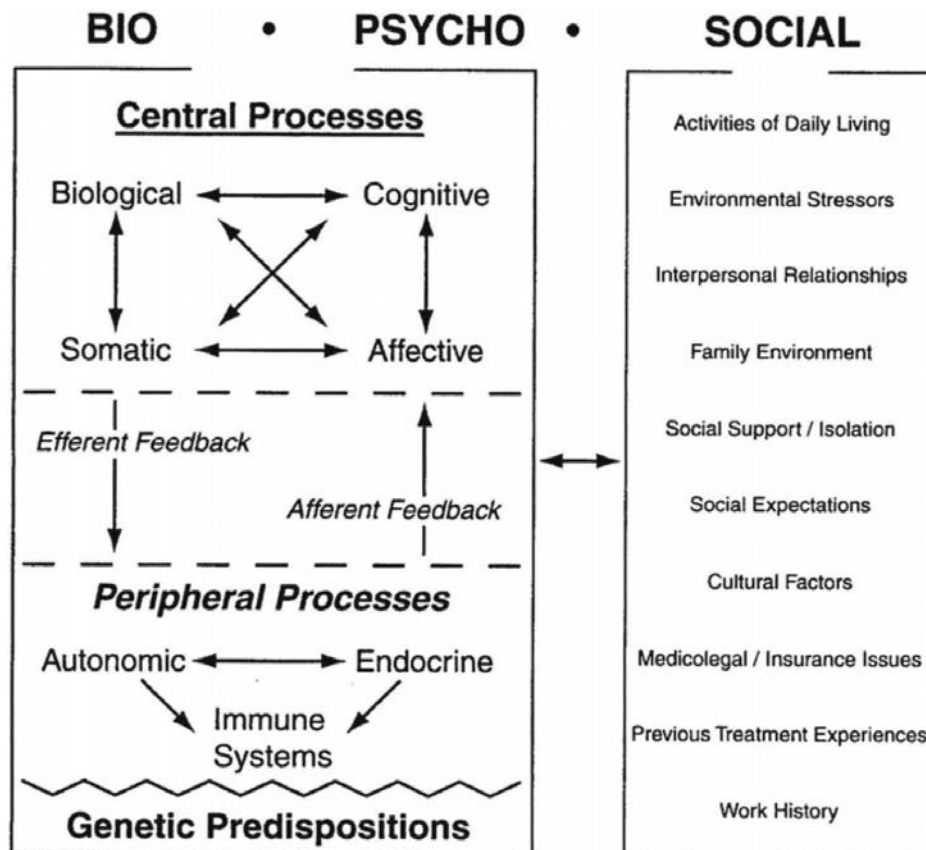 BIO • PSYCHO • SOCIAL
Central Processes
Biological Cognitive
Somatic Affective
Efferent Feedback
Afferent Feedback
Peripheral Processes
Autonomic Endocrine
Immune
Systems
Genetic Predispositions
Activities of Daily Living
Environmental Stressors
Interpersonal Relationships
Family Environment
Social Support / Isolation
Social Expectations
Cultural Factors
Medicolegal / Insurance Issues
Previous Treatment Experiences
Work History